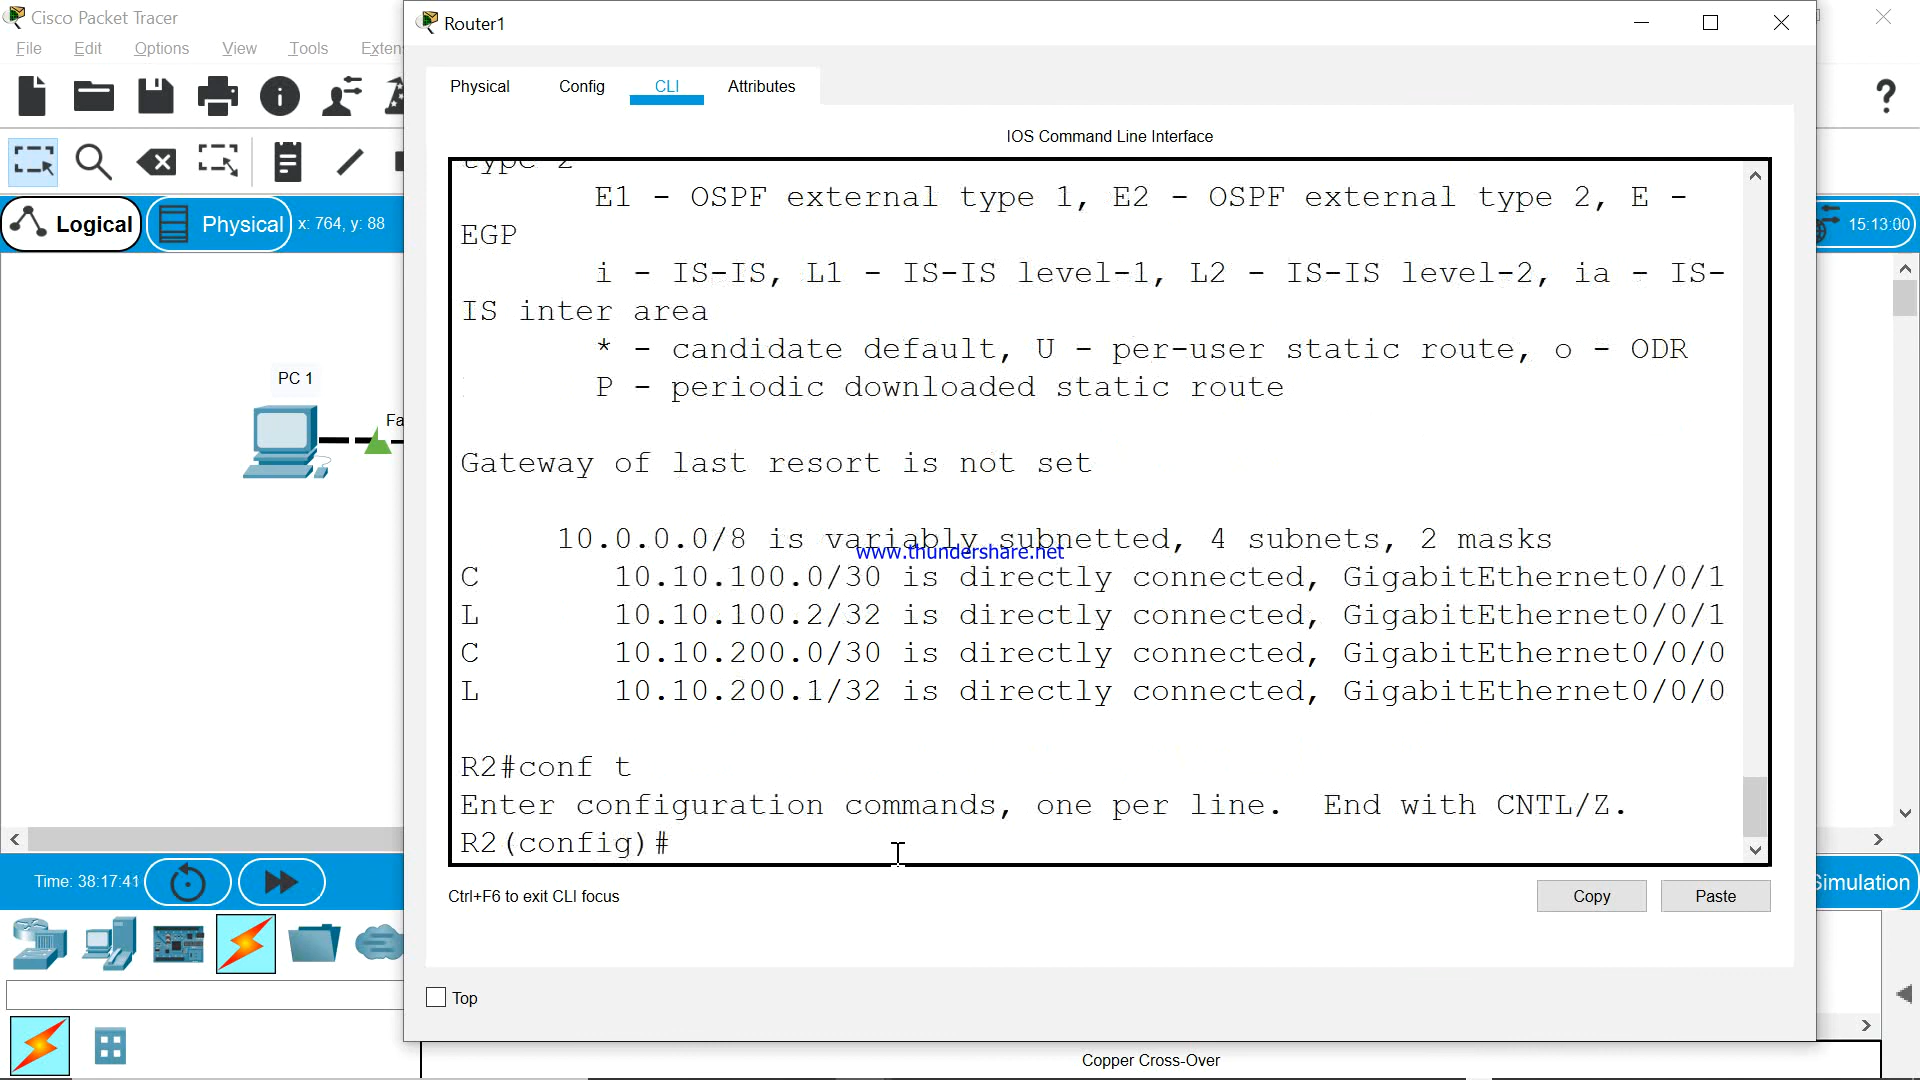 Cisco Packet Tracer
File Edit Options View Tools Exten
Logical Physical x: 764, y: 88
15:13:00
PC 1
Fa
Time: 38:17:41
Simulation
Router1
Physical Config CLI Attributes
IOS Command Line Interface
type 2
E1 - OSPF external type 1, E2 - OSPF external type 2, E -
EGP
i - IS-IS, L1 - IS-IS level-1, L2 - IS-IS level-2, ia - IS-
IS inter area
* - candidate default, U - per-user static route, o - ODR
P - periodic downloaded static route
Gateway of last resort is not set
10.0.0.0/8 is variably subnetted, 4 subnets, 2 masks
www.thundershare.net
C 10.10.100.0/30 is directly connected, GigabitEthernet0/0/1
L 10.10.100.2/32 is directly connected, GigabitEthernet0/0/1
C 10.10.200.0/30 is directly connected, GigabitEthernet0/0/0
L 10.10.200.1/32 is directly connected, GigabitEthernet0/0/0
R2#conf t
Enter configuration commands, one per line. End with CNTL/Z.
R2(config)#
Ctrl+F6 to exit CLI focus
Copy Paste
Top
Copper Cross-Over